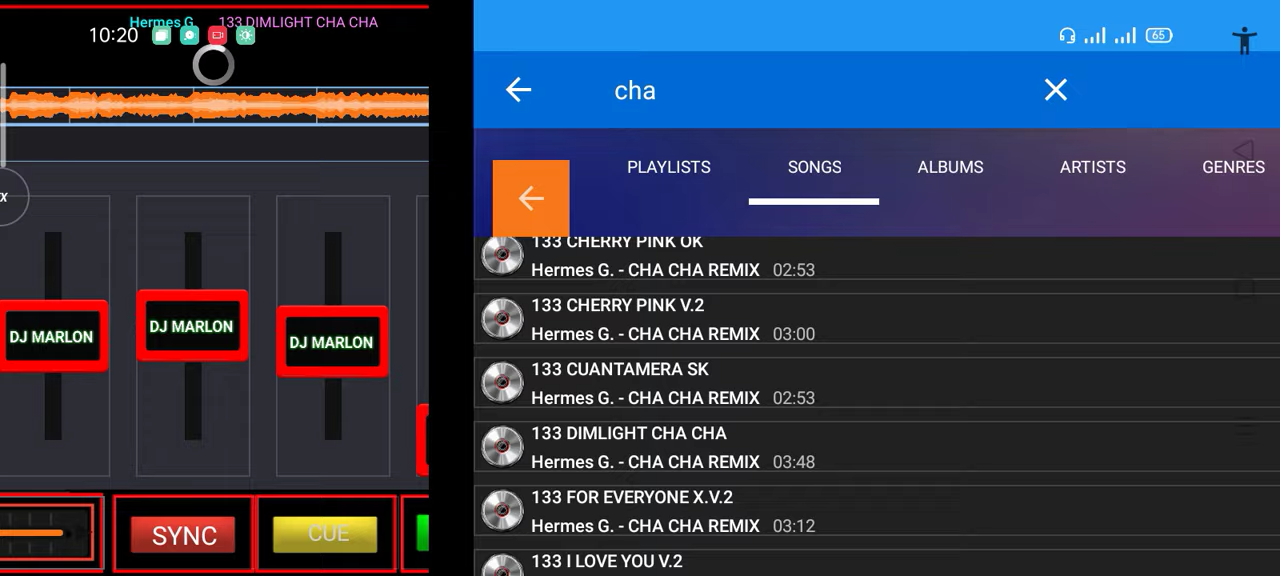 Hermes G. 133 DIMLIGHT CHA CHA
10:20
65
cha
PLAYLISTS SONGS ALBUMS ARTISTS GENRES
X
133 CHERRY PINK OK
Hermes G. - CHA CHA REMIX 02:53
133 CHERRY PINK V.2
Hermes G. - CHA CHA REMIX 03:00
133 CUANTAMERA SK
Hermes G. - CHA CHA REMIX 02:53
133 DIMLIGHT CHA CHA
Hermes G. - CHA CHA REMIX 03:48
133 FOR EVERYONE X.V.2
Hermes G. - CHA CHA REMIX 03:12
133 I LOVE YOU V.2
DJ MARLON
DJ MARLON
DJ MARLON
SYNC
CUE